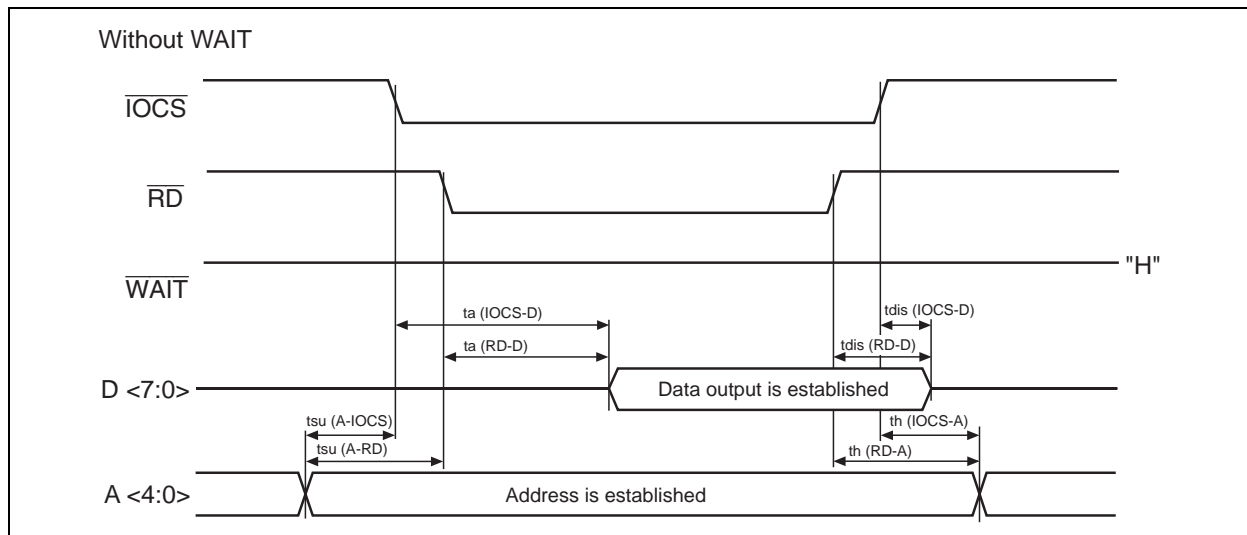 Without WAIT
IOCS
RD
WAIT
"H"
ta (IOCS-D)
tdis (IOCS-D)
ta (RD-D)
tdis (RD-D)
D <7:0>
Data output is established
tsu (A-IOCS)
th (IOCS-A)
tsu (A-RD)
th (RD-A)
A <4:0>
Address is established